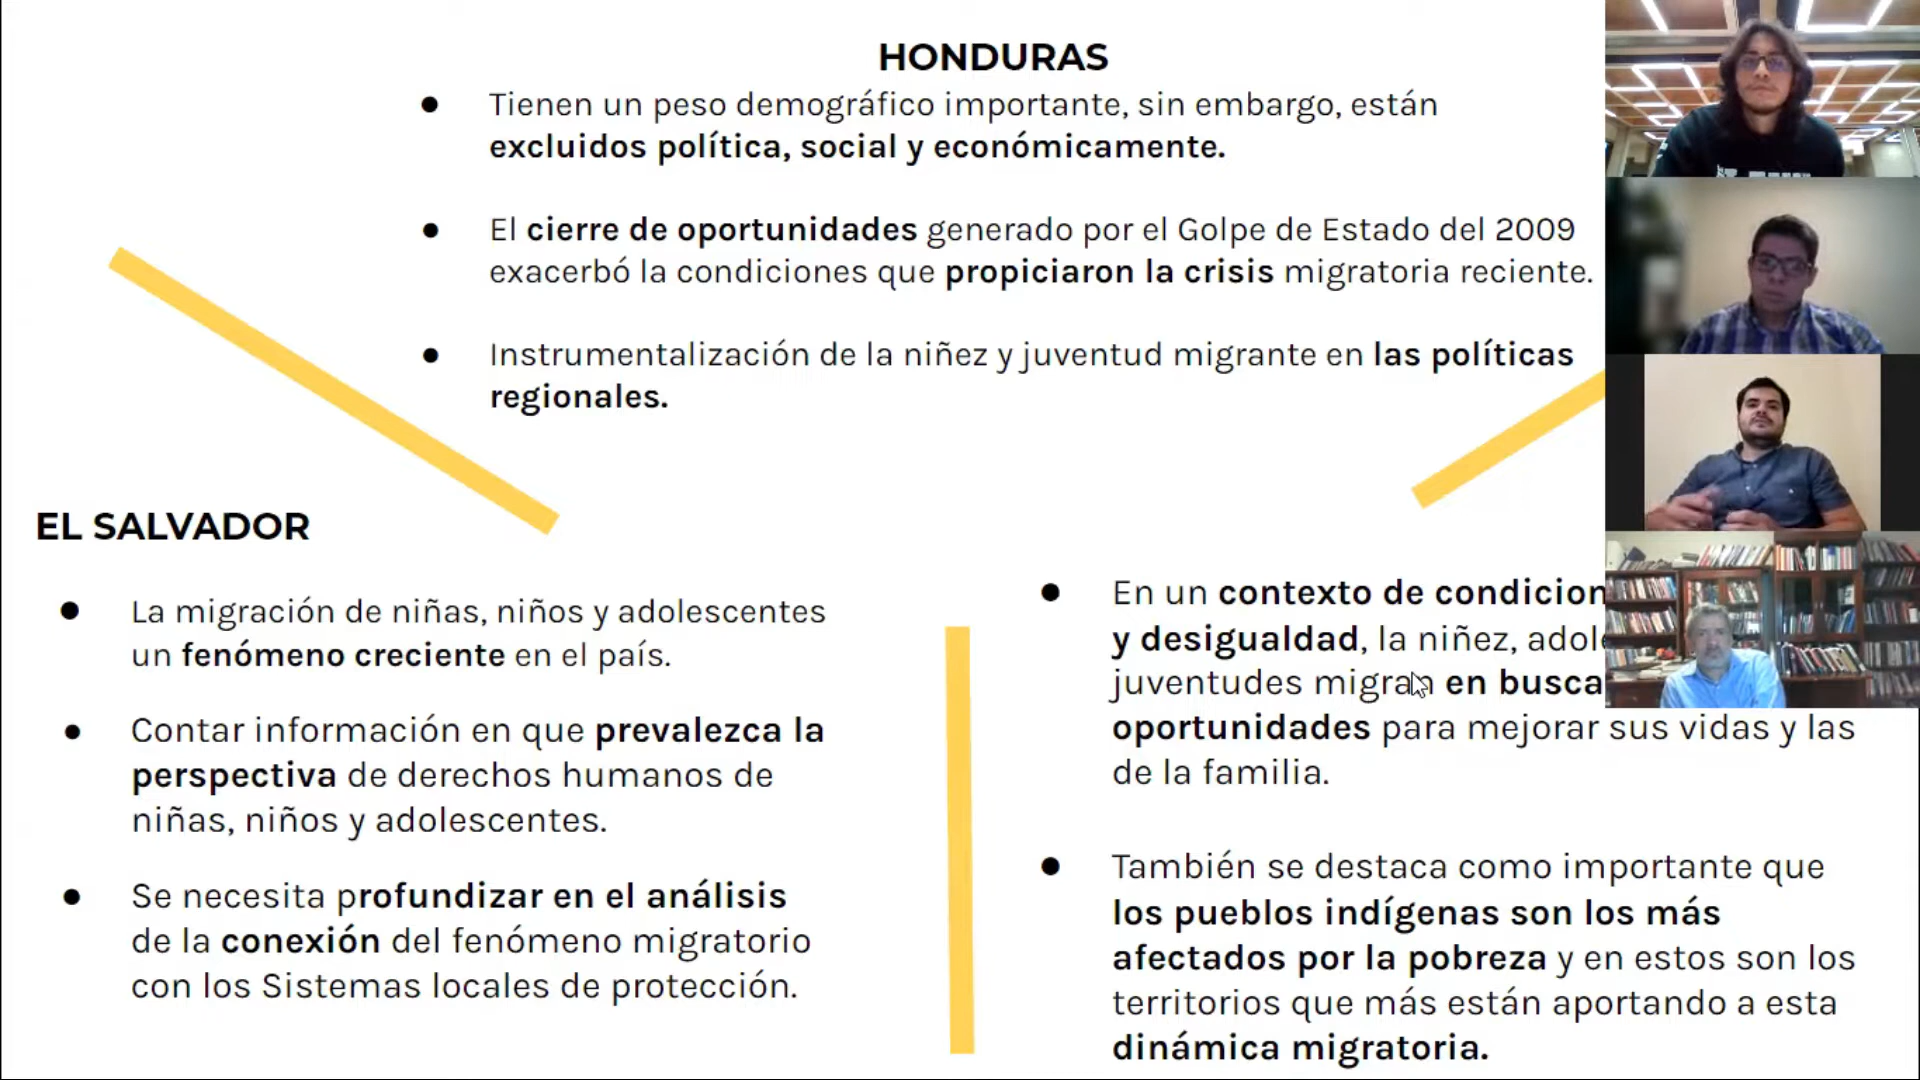 HONDURAS
● Tienen un peso demográfico importante, sin embargo, están
excluidos política, social y económicamente.
● El cierre de oportunidades generado por el Golpe de Estado del 2009
exacerbó la condiciones que propiciaron la crisis migratoria reciente.
● Instrumentalización de la niñez y juventud migrante en las políticas
regionales.
EL SALVADOR
● La migración de niñas, niños y adolescentes
un fenómeno creciente en el país.
● Contar información en que prevalezca la
perspectiva de derechos humanos de
niñas, niños y adolescentes.
● Se necesita profundizar en el análisis
de la conexión del fenómeno migratorio
con los Sistemas locales de protección.
● En un contexto de
y desigualdad, la niñez,
juventudes migran en busca
oportunidades para mejorar sus vidas y las
de la familia.
● También se destaca como importante que
los pueblos indígenas son los más
afectados por la pobreza y en estos son los
territorios que más están aportando a esta
dinámica migratoria.